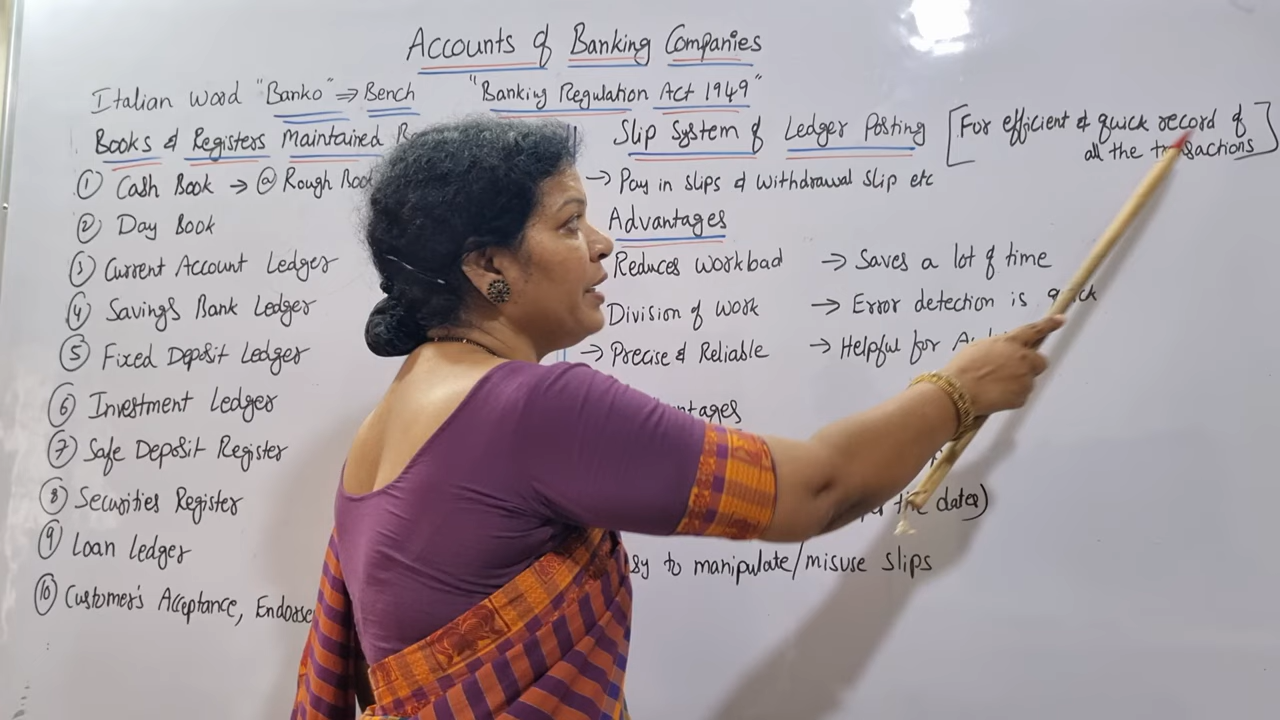 Accounts of Banking Companies
Italian Word "Banko" ⇒ Bench
"Banking Regulation Act 1949"
Books & Registers Maintained
① Cash Book → @ Rough Book
② Day Book
③ Current Account Ledger
④ Savings Bank Ledger
⑤ Fixed Deposit Ledger
⑥ Investment Ledger
⑦ Safe Deposit Register
⑧ Securities Register
⑨ Loan Ledger
⑩ Customer's Acceptance,
Slip System of Ledger Posting [For efficient & quick record of
all the transactions]
→ Pay in slips & withdrawal slip etc
Advantages
Reduces workload → Saves a lot of time
Division of work → Error detection is quick
→ Precise & Reliable → Helpful for
the dates)
to manipulate/misuse slips